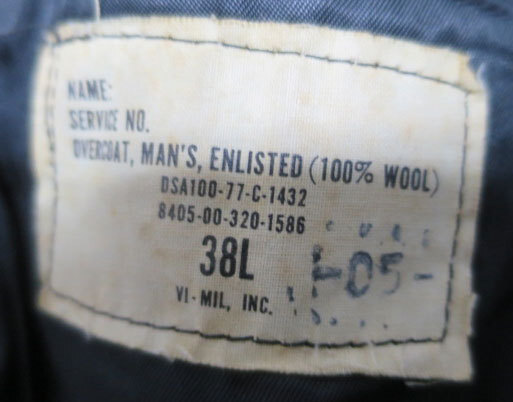 NAME:
SERVICE NO.
OVERCOAT, MAN'S, ENLISTED (100% WOOL)
DSA100-77-C-1432
8405-00-320-1586
38L
-05-
VI-MIL, INC.